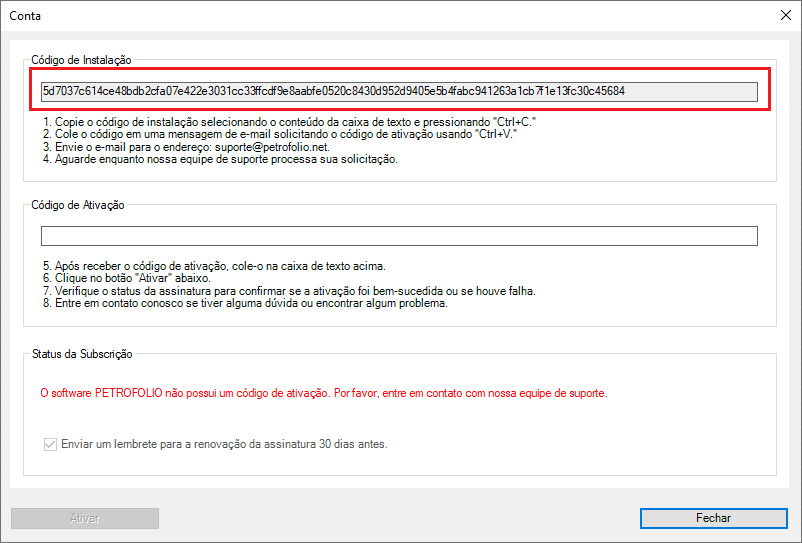 Conta
Código de Instalação
5d7037c614ce48bdb2cfa07e422e3031cc33ffcdf9e8aabfe0520c8430d952d9405e5b4fabc941263a1cb7f1e13fc30c45684
1. Copie o código de instalação selecionando o conteúdo da caixa de texto e pressionando "Ctrl+C."
2. Cole o código em uma mensagem de e-mail solicitando o código de ativação usando "Ctrl+V."
3. Envie o e-mail para o endereço: suporte@petrofolio.net.
4. Aguarde enquanto nossa equipe de suporte processa sua solicitação.
Código de Ativação
5. Após receber o código de ativação, cole-o na caixa de texto acima.
6. Clique no botão "Ativar" abaixo.
7. Verifique o status da assinatura para confirmar se a ativação foi bem-sucedida ou se houve falha.
8. Entre em contato conosco se tiver alguma dúvida ou encontrar algum problema.
Status da Subscrição
O software PETROFOLIO não possui um código de ativação. Por favor, entre em contato com nossa equipe de suporte.
Enviar um lembrete para a renovação da assinatura 30 dias antes.
Ativar
Fechar